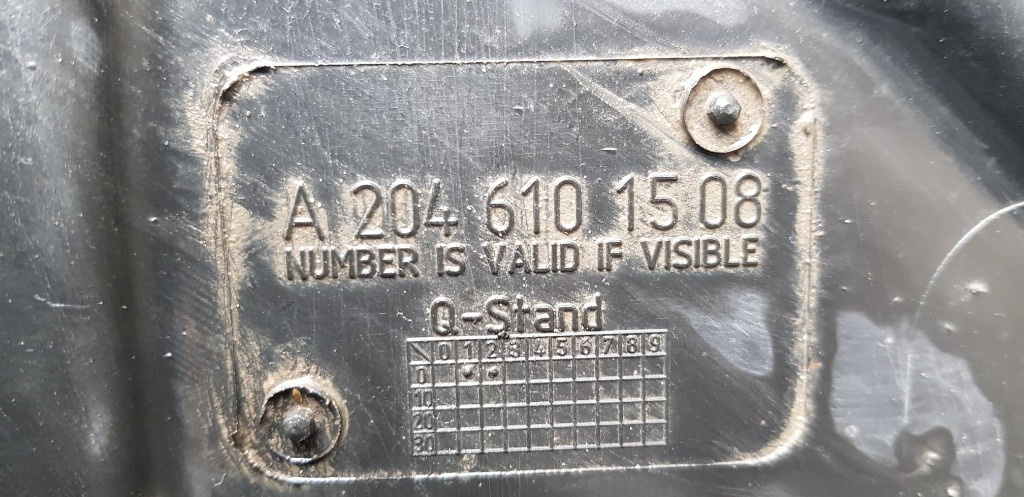 A 204 610 15 08
NUMBER IS VALID IF VISIBLE
Q-Stand
0 1 2 3 4 5 6 7 8 9
0
10
20
30